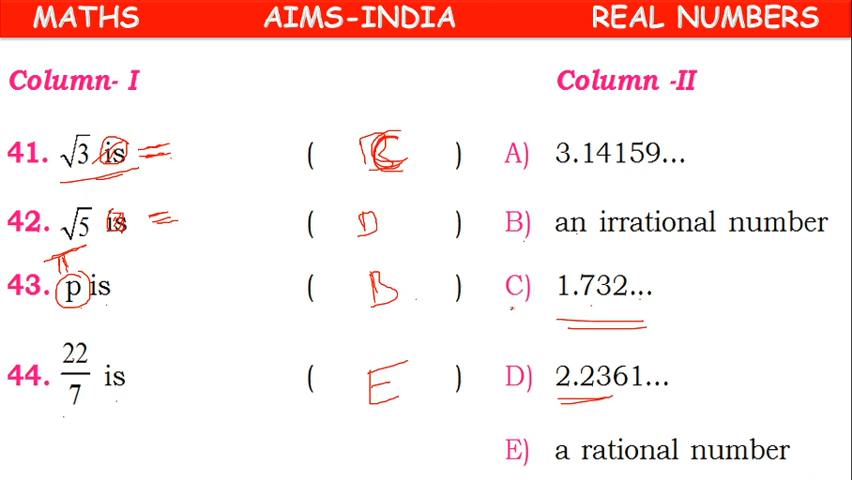 MATHS AIMS-INDIA REAL NUMBERS
Column- I Column -II
41. √3 is = ( C ) A) 3.14159...
42. √5 is = ( D ) B) an irrational number
π
43. p is ( B ) C) 1.732...
44. 22/7 is ( E ) D) 2.2361...
E) a rational number